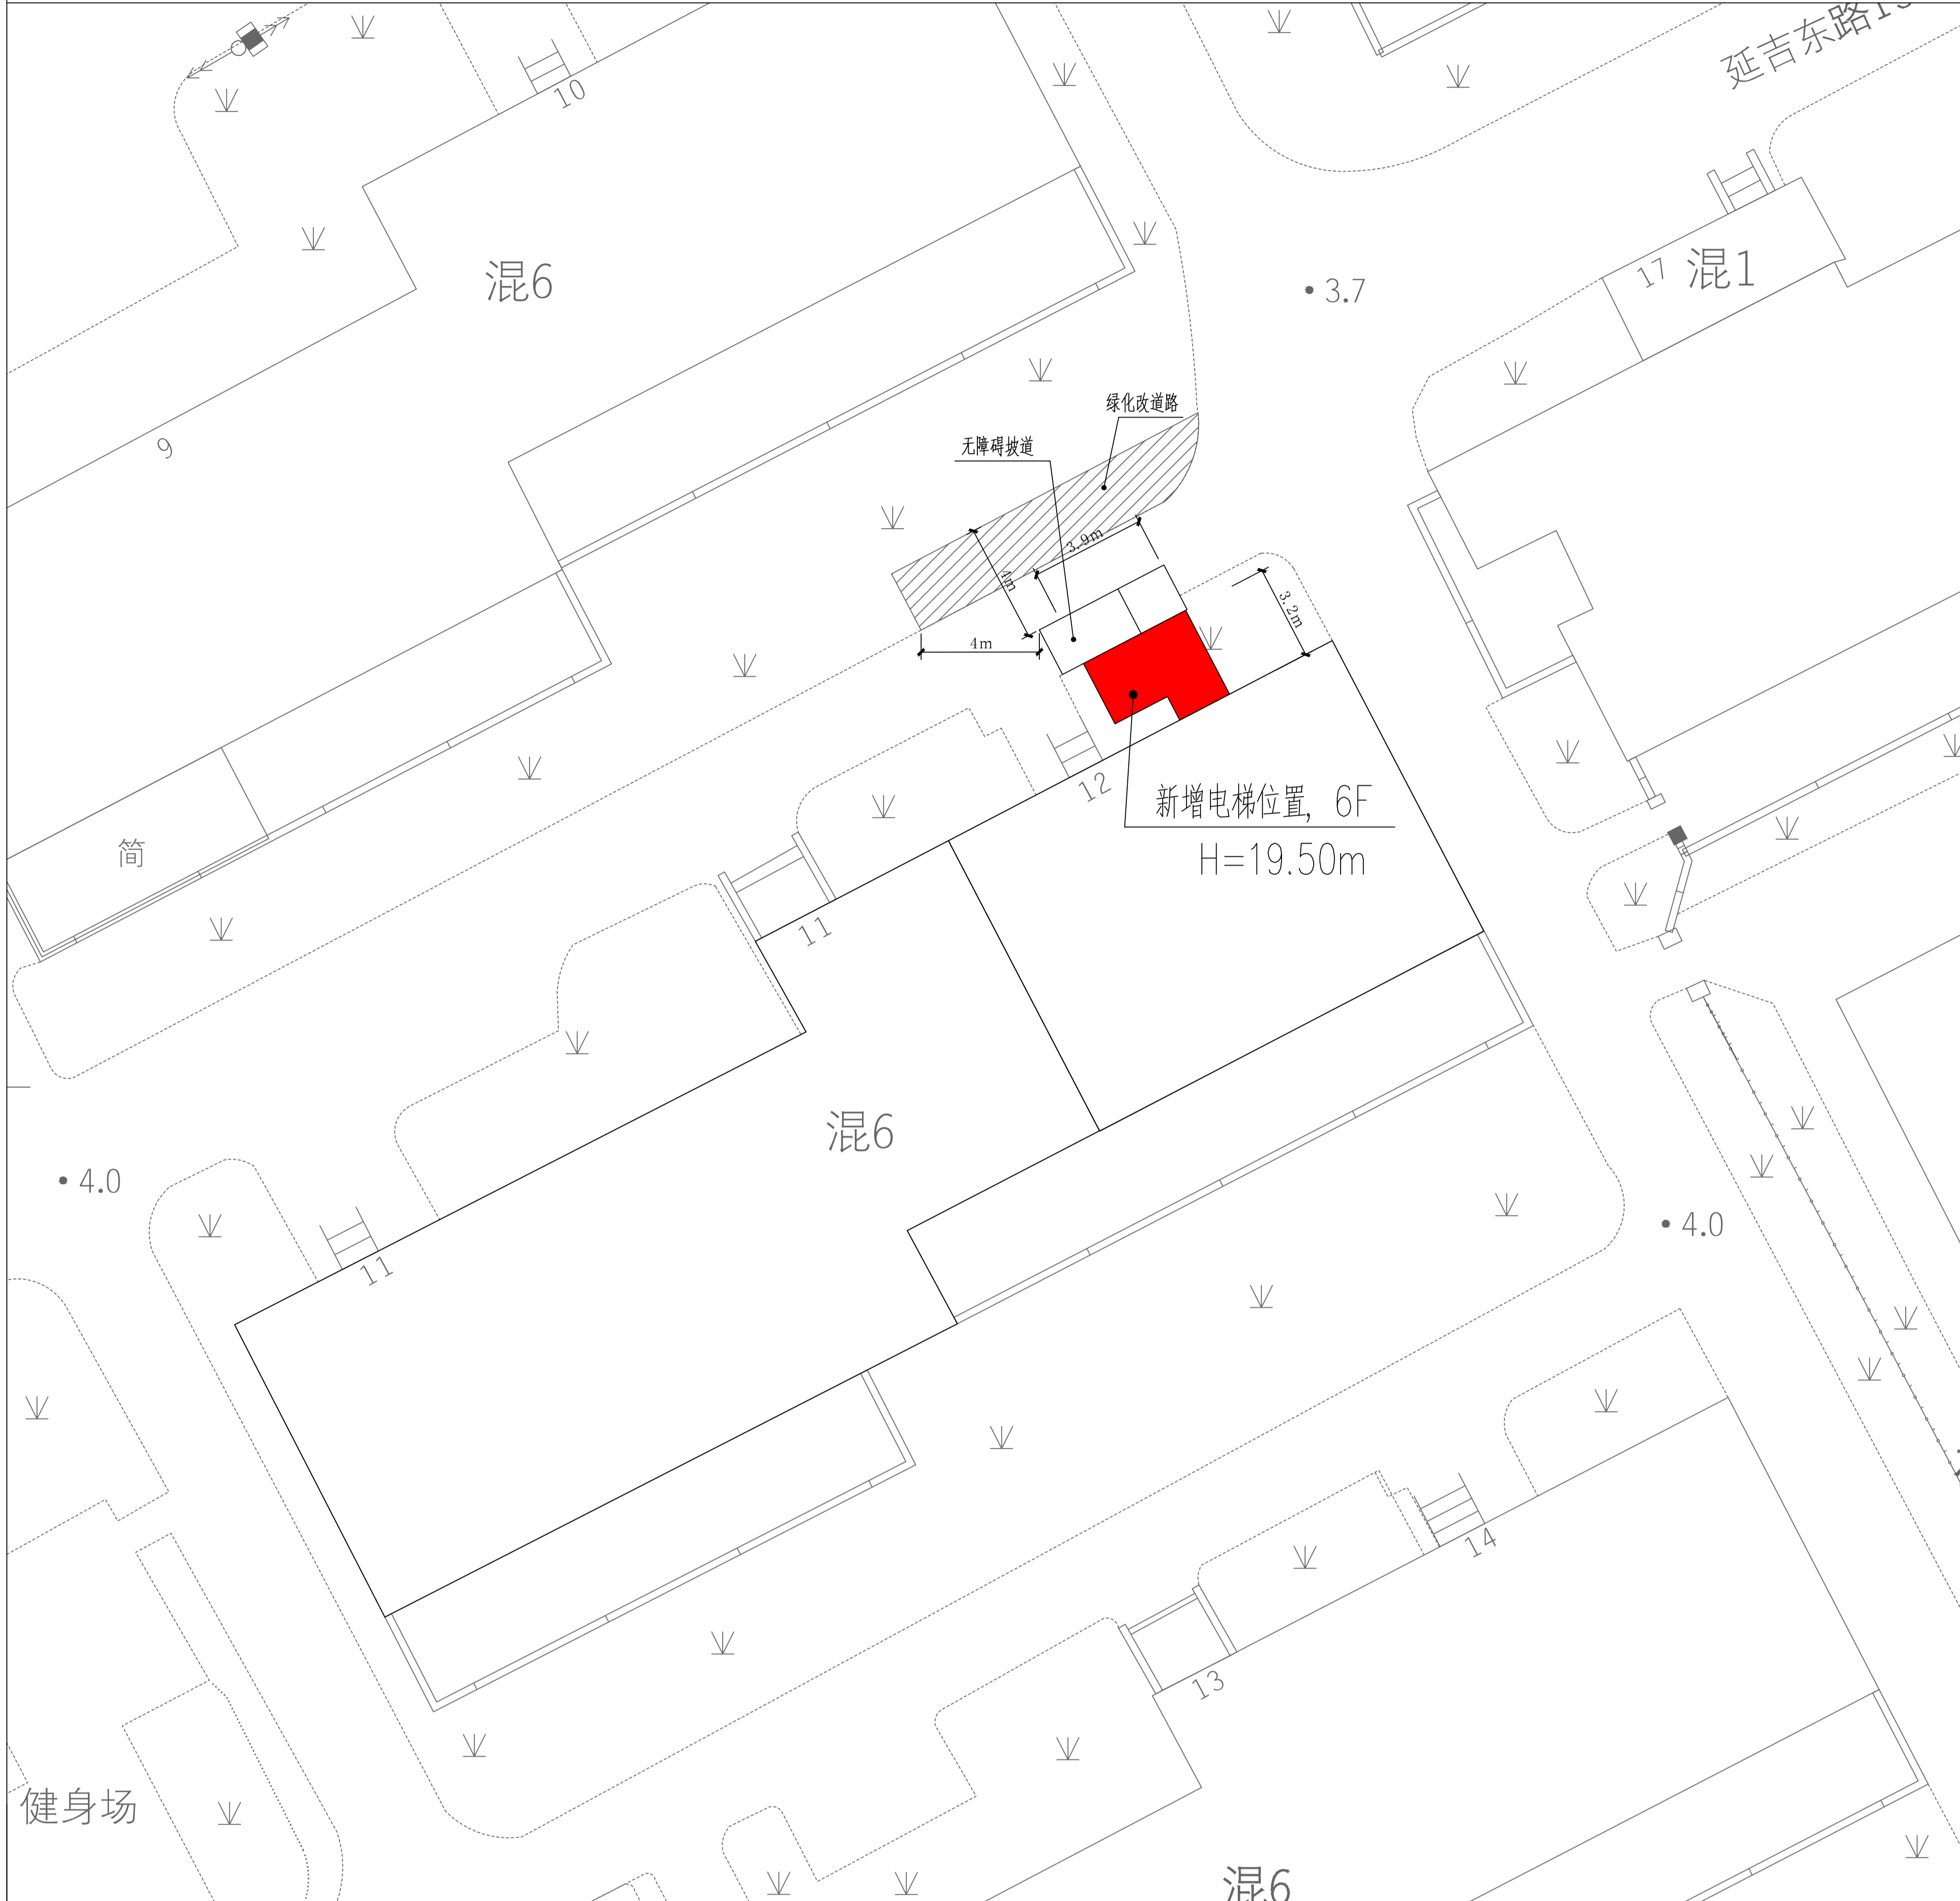 延吉东路
10
混6
17
混1
3.7
绿化改道路
9
无障碍坡道
3.9m
4m
3.2m
4m
12
新增电梯位置, 6F
H=19.50m
简
11
混6
4.0
4.0
11
14
13
健身场
混6